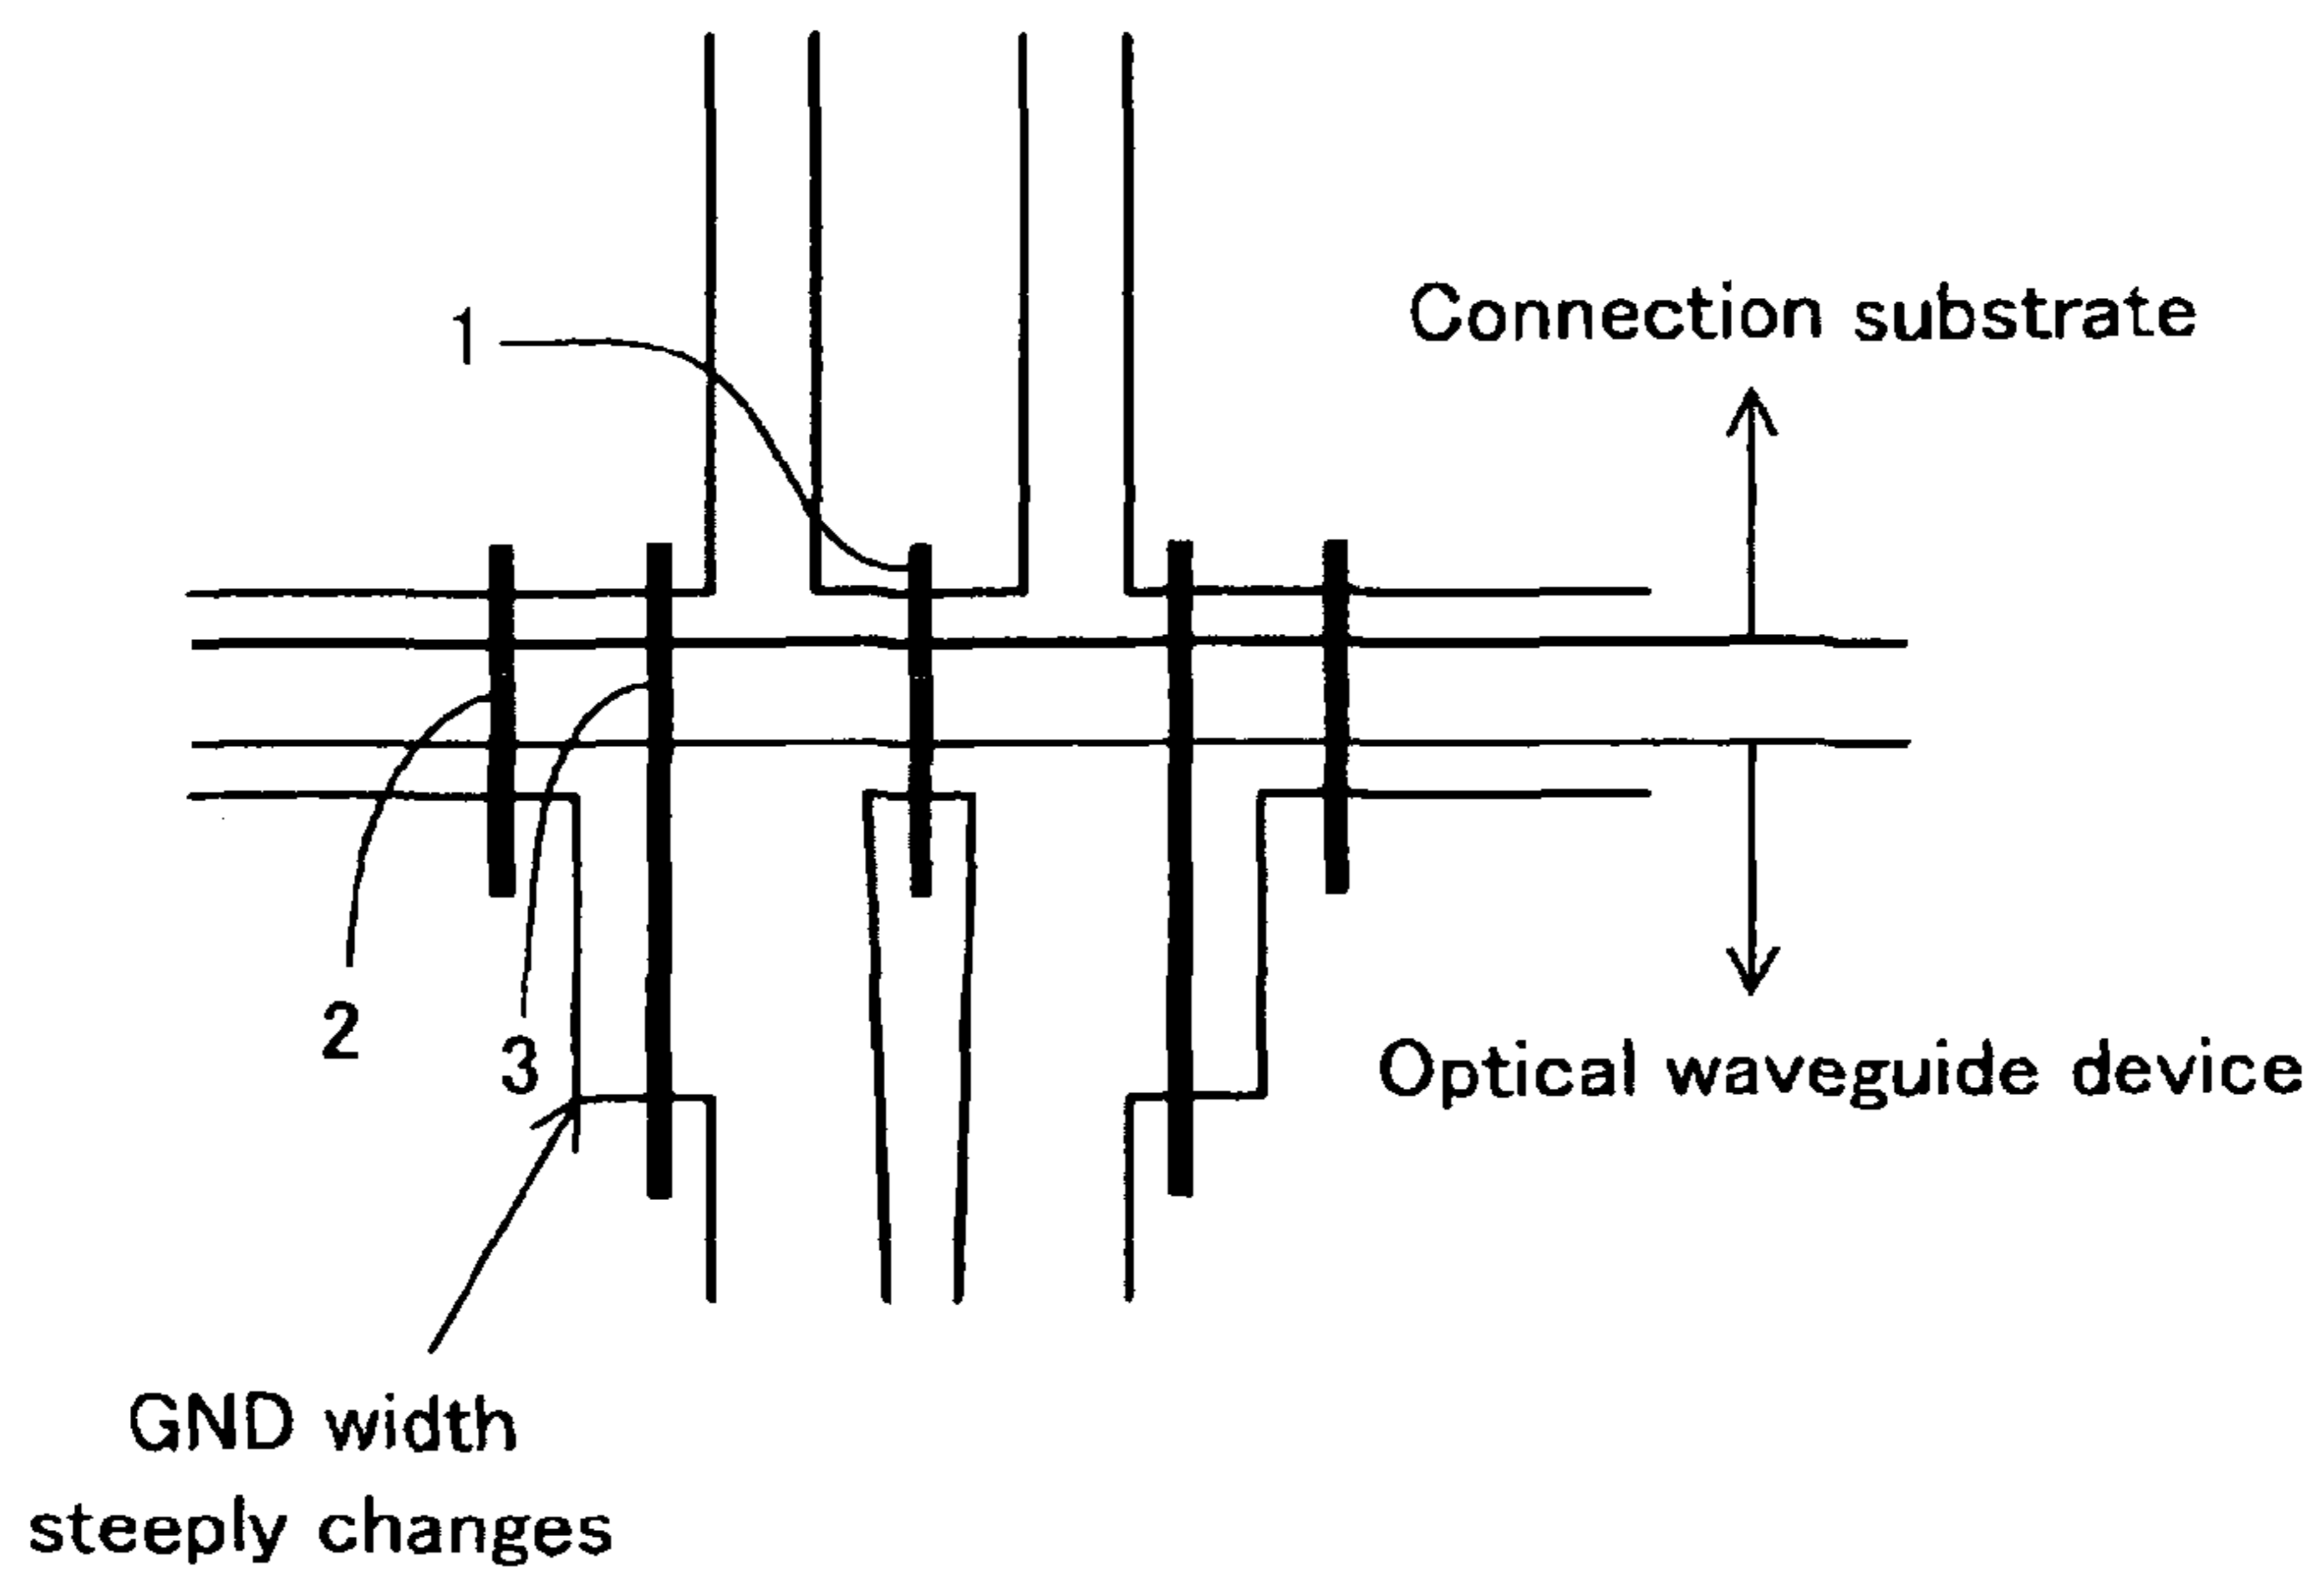 1
Connection substrate
2
3
Optical waveguide device
GND width
steeply changes